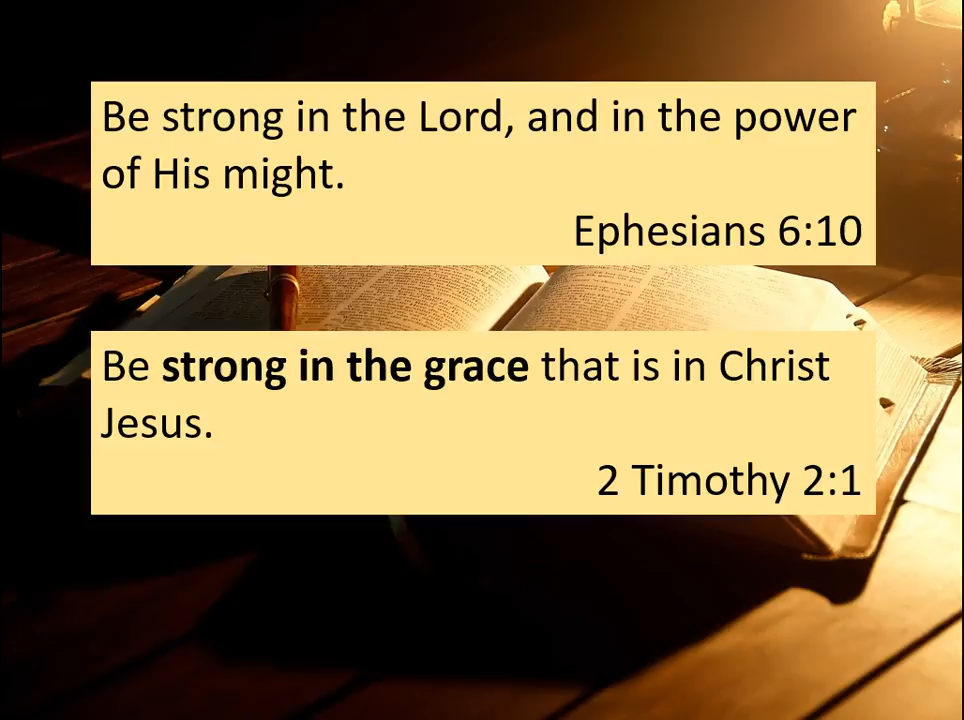 Be strong in the Lord, and in the power
of His might.
Ephesians 6:10
Be strong in the grace that is in Christ
Jesus.
2 Timothy 2:1